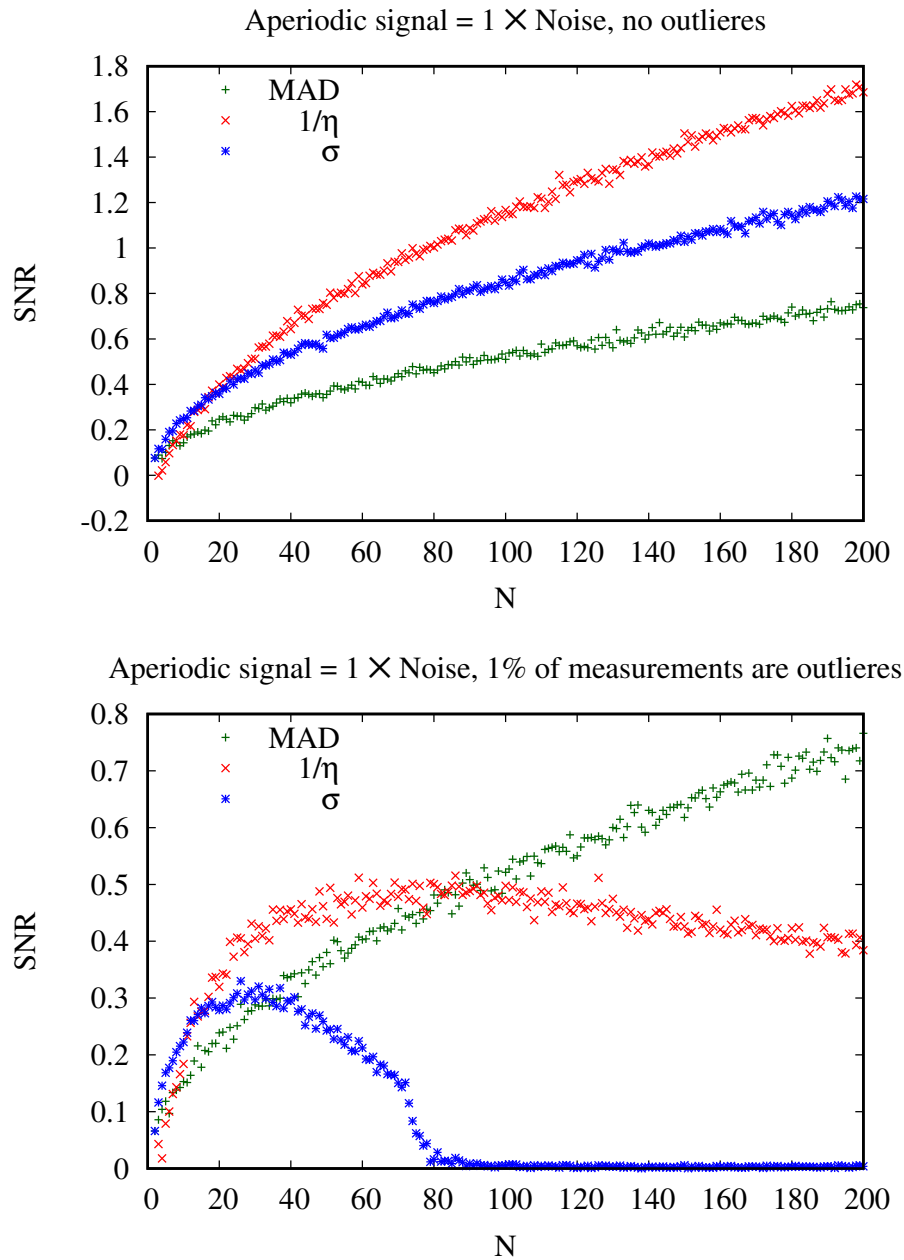 Aperiodic signal = 1 × Noise, no outlieres
1.8
1.6
1.4
1.2
1
0.8
0.6
0.4
0.2
0
-0.2
SNR
MAD
1/η
σ
0 20 40 60 80 100 120 140 160 180 200
N
Aperiodic signal = 1 × Noise, 1% of measurements are outlieres
0.8
0.7
0.6
0.5
0.4
0.3
0.2
0.1
0
SNR
MAD
1/η
σ
0 20 40 60 80 100 120 140 160 180 200
N